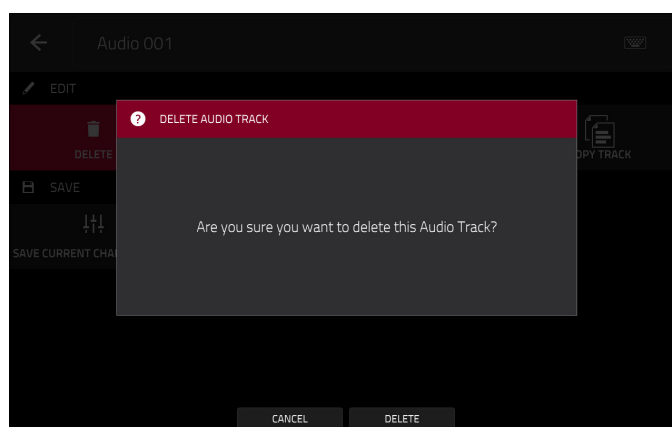 Audio 001
EDIT
DELETE AUDIO TRACK
DELETE
OPY TRACK
SAVE
Are you sure you want to delete this Audio Track?
SAVE CURRENT CHA
CANCEL DELETE